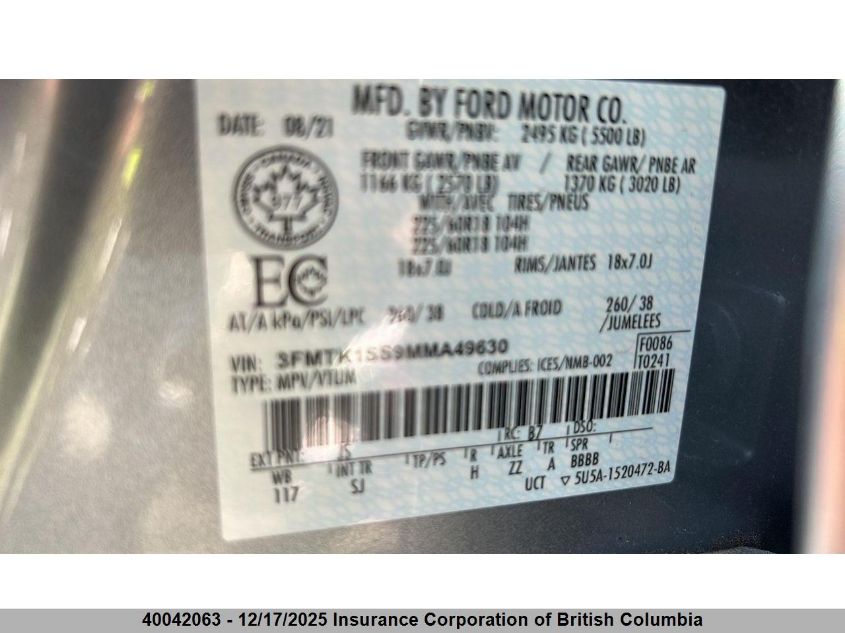 MFD. BY FORD MOTOR CO.
DATE: 08/21 GVWR/PNBV: 2495 KG ( 5500 LB)
FRONT GAWR/PNBE AV / REAR GAWR/ PNBE AR
1166 KG ( 2570 LB) 1370 KG ( 3020 LB)
WITH/AVEC TIRES/PNEUS
225/60R18 104H
225/60R18 104H
18x7.0J RIMS/JANTES 18x7.0J
CANADA
977
TRANSPORT
EC
AT/A kPa/PSI/LPC 260/ 38 COLD/A FROID 260/ 38
/JUMELEES
VIN: 3FMTK1SS9MMA49630
TYPE: MPV/VTUM COMPLIES: ICES/NMB-002
F0086
T0241
EXT PNT: JS RC: B7 DSO:
WB INT TR TP/PS R AXLE TR SPR
117 SJ H ZZ A BBBB
UCT ▽ 5U5A-1520472-BA
40042063 - 12/17/2025 Insurance Corporation of British Columbia